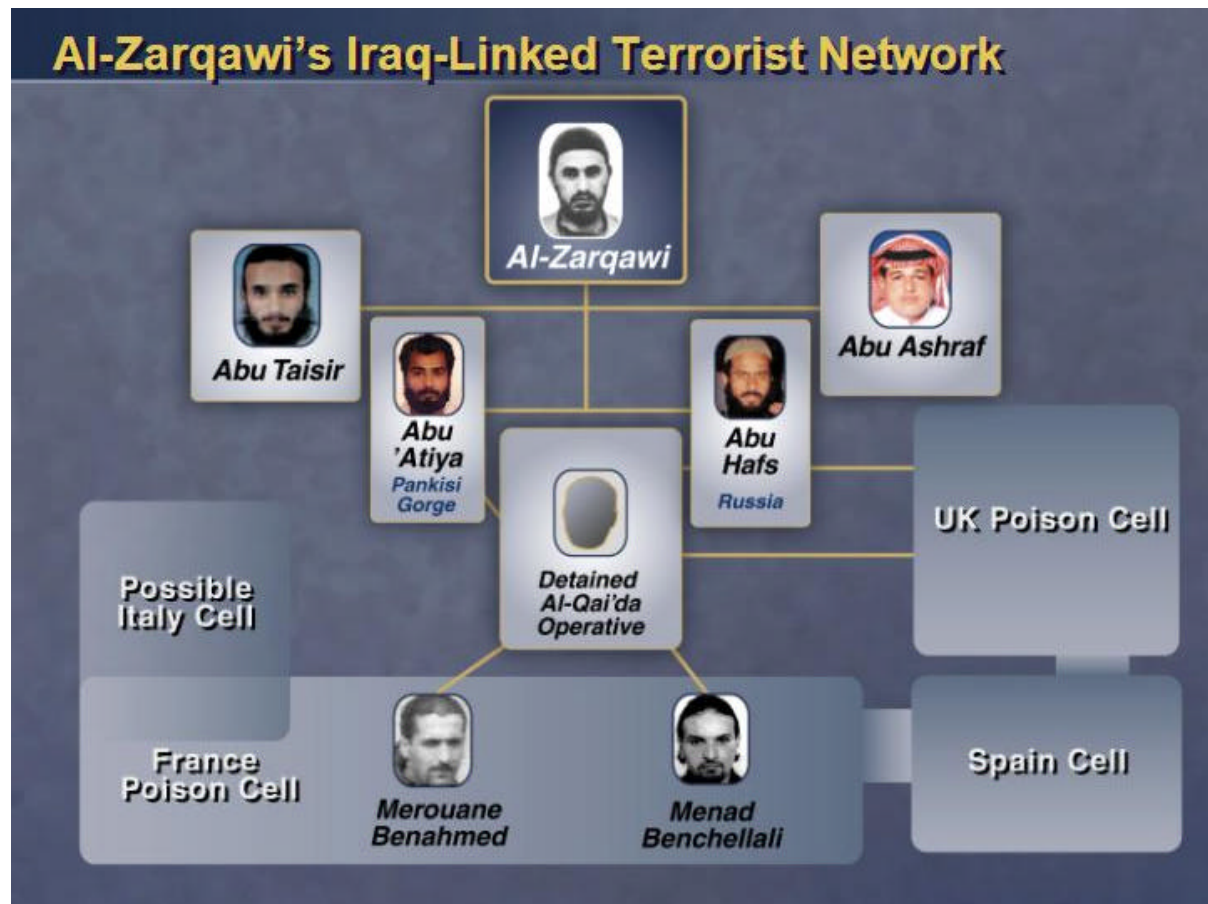 Al-Zarqawi's Iraq-Linked Terrorist Network
Al-Zarqawi
Abu Taisir
Abu Ashraf
Abu
'Atiya
Pankisi
Gorge
Abu
Hafs
Russia
UK Poison Cell
Detained
Al-Qai'da
Operative
Possible
Italy Cell
France
Poison Cell
Merouane
Benahmed
Menad
Benchellali
Spain Cell